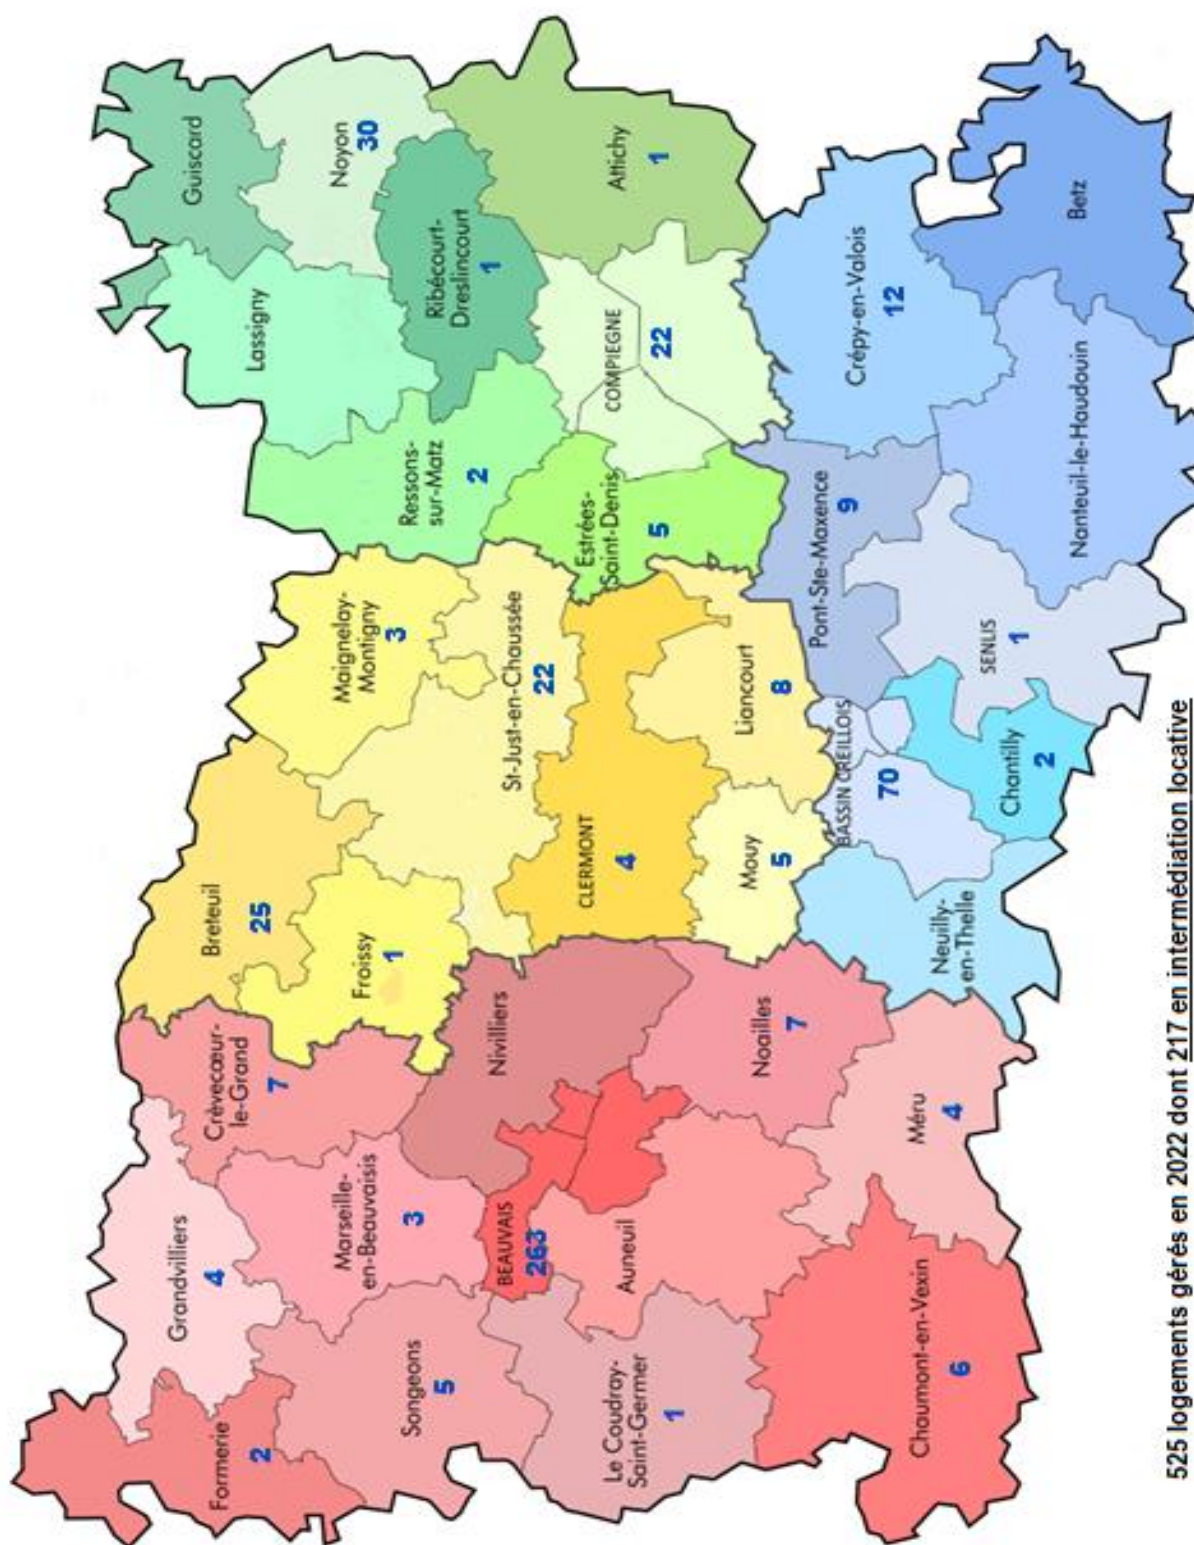 Formerie
2
Grandvilliers
4
Songeons
5
Marseille-
en-Beauvaisis
3
Crèvecœur-
le-Grand
7
Breteuil
25
Froissy
1
Maignelay-
Montigny
3
St-Just-en-Chaussée
22
Ressons-
sur-Matz
2
Lassigny
Guiscard
Noyon
30
Ribécourt-
Dreslincourt
1
Attichy
1
COMPIEGNE
22
Estrées-
Saint-Denis
5
CLERMONT
4
Liancourt
8
Mouy
5
Nivilliers
BEAUVAIS
263
Auneuil
Le Coudray-
Saint-Germer
1
Chaumont-en-Vexin
6
Méru
4
Noailles
7
Neuilly-
en-Thelle
BASSIN CREILLOIS
70
Chantilly
2
SENLIS
1
Pont-Ste-Maxence
9
Crépy-en-Valois
12
Nanteuil-le-Haudouin
Betz
525 logements gérés en 2022 dont 217 en intermédiation locative